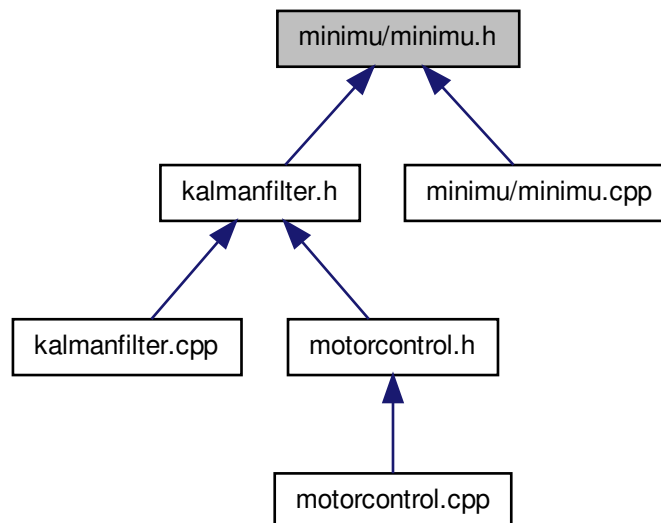 minimu/minimu.h
kalmanfilter.h
minimu/minimu.cpp
kalmanfilter.cpp
motorcontrol.h
motorcontrol.cpp